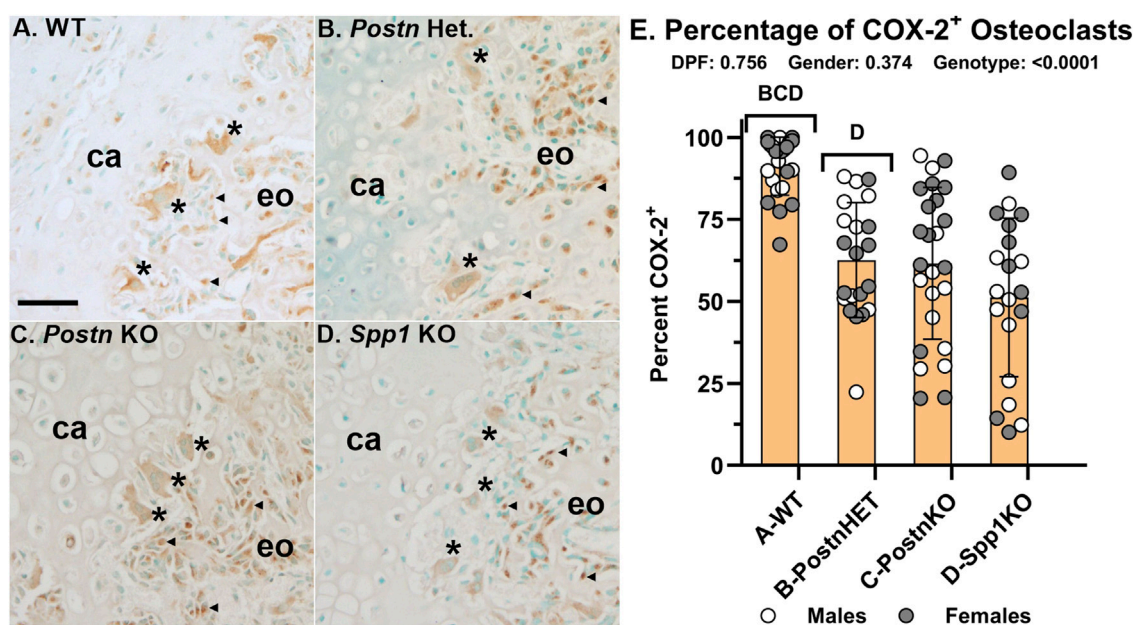 A. WT
ca
*
*
*
eo
B. Postn Het.
*
ca
eo
*
C. Postn KO
ca
*
*
*
eo
D. Spp1 KO
ca
*
*
*
eo
E. Percentage of COX-2⁺ Osteoclasts
DPF: 0.756 Gender: 0.374 Genotype: <0.0001
BCD
D
Percent COX-2⁺
100
75
50
25
0
A-WT
B-PostnHET
C-PostnKO
D-Spp1KO
Males Females